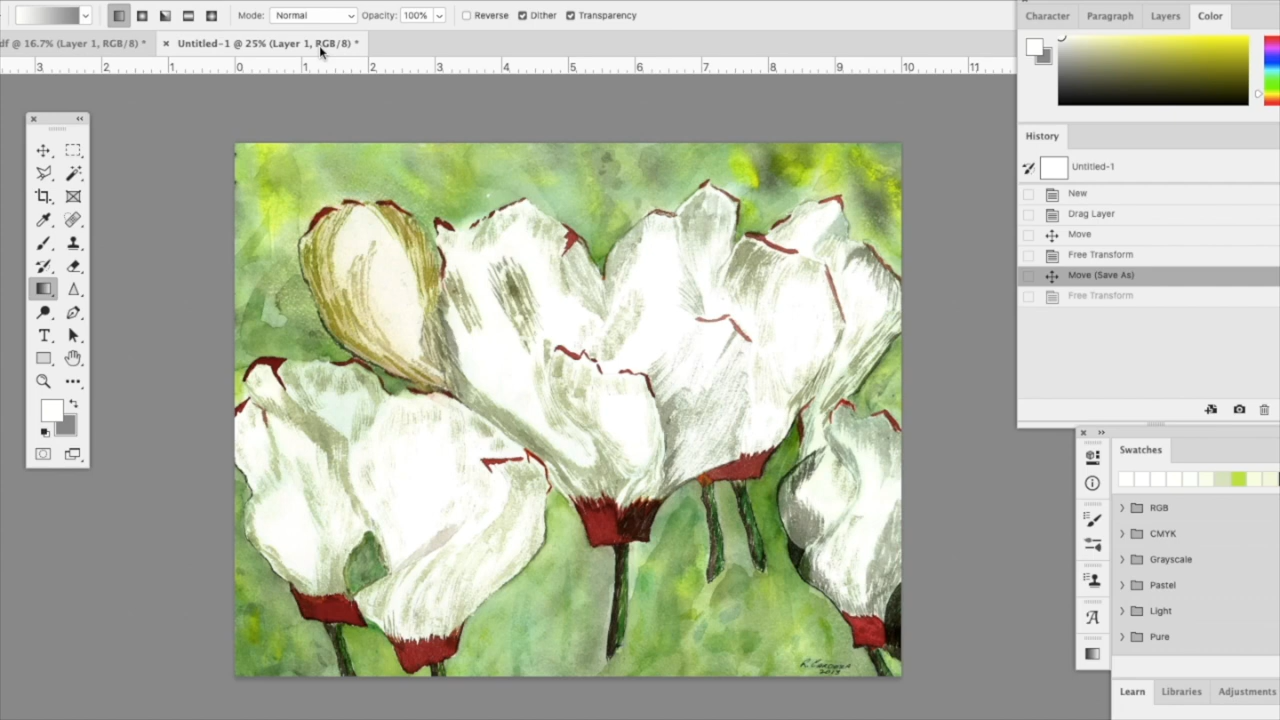 Mode: Normal Opacity: 100% Reverse Dither Transparency
df @ 16.7% (Layer 1, RGB/8) * × Untitled-1 @ 25% (Layer 1, RGB/8) *
3 2 1 0 1 2 3 4 5 6 7 8 9 10 11
Character Paragraph Layers Color
History
Untitled-1
New
Drag Layer
Move
Free Transform
Move (Save As)
Free Transform
Swatches
RGB
CMYK
Grayscale
Pastel
Light
Pure
Learn Libraries Adjustments
2013